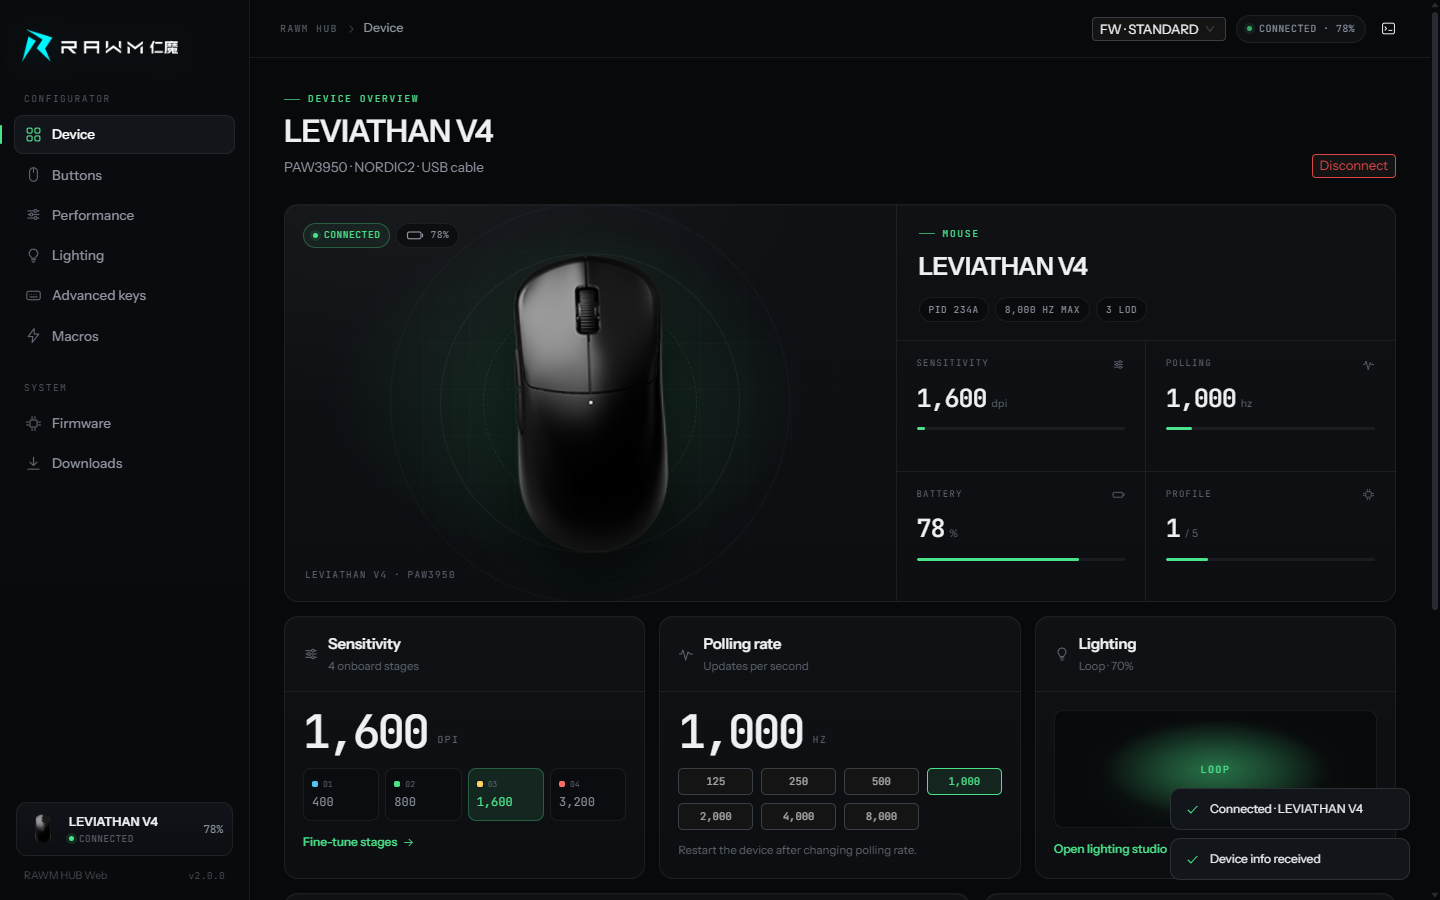 RAWM 仁魔
RAWM HUB
Device
FW·STANDARD
CONNECTED · 78%
CONFIGURATOR
Device
Buttons
Performance
Lighting
Advanced keys
Macros
SYSTEM
Firmware
Downloads
LEVIATHAN V4
CONNECTED
78%
RAWM HUB Web
v2.0.0
DEVICE OVERVIEW
LEVIATHAN V4
PAW3950·NORDIC2·USB cable
Disconnect
CONNECTED
78%
LEVIATHAN V4 · PAW3950
MOUSE
LEVIATHAN V4
PID 234A
8,000 HZ MAX
3 LOD
SENSITIVITY
1,600 dpi
POLLING
1,000 hz
BATTERY
78 %
PROFILE
1 / 5
Sensitivity
4 onboard stages
1,600 DPI
01
400
02
800
03
1,600
04
3,200
Fine-tune stages →
Polling rate
Updates per second
1,000 HZ
125
250
500
1,000
2,000
4,000
8,000
Restart the device after changing polling rate.
Lighting
Loop·70%
LOOP
Open lighting studio
Connected·LEVIATHAN V4
Device info received